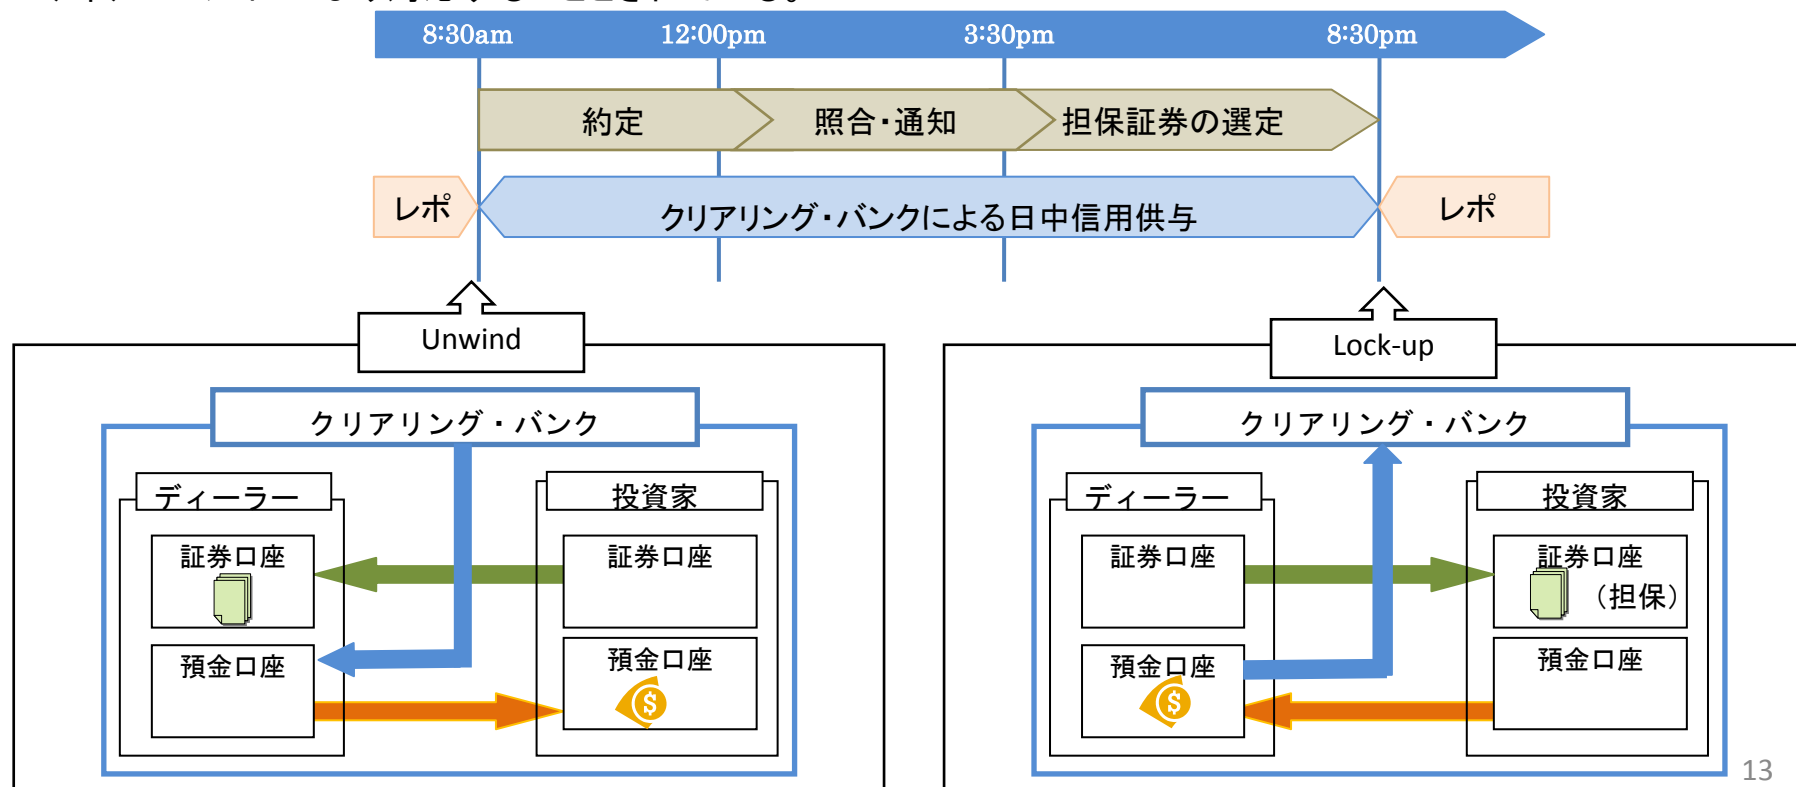 8:30am 12:00pm 3:30pm 8:30pm
約定 照合・通知 担保証券の選定
レポ クリアリング・バンクによる日中信用供与 レポ
Unwind
クリアリング・バンク
ディーラー 投資家
証券口座 証券口座
預金口座 預金口座
Lock-up
クリアリング・バンク
ディーラー 投資家
証券口座 証券口座
（担保）
預金口座 預金口座
13